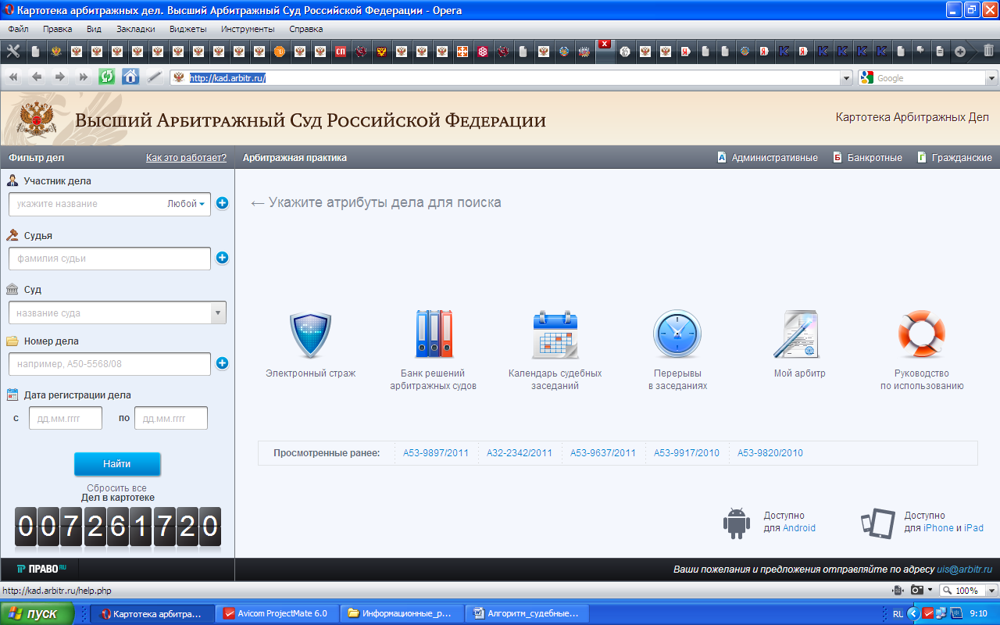 Картотека арбитражных дел. Высший Арбитражный Суд Российской Федерации - Opera
Файл Правка Вид Закладки Виджеты Инструменты Справка
http://kad.arbitr.ru/
Google
Высший Арбитражный Суд Российской Федерации
Картотека Арбитражных Дел
Фильтр дел Как это работает?
Арбитражная практика
А Административные Б Банкротные Г Гражданские
Участник дела
укажите название Любой
← Укажите атрибуты дела для поиска
Судья
фамилия судьи
Суд
название суда
Номер дела
например, А50-5568/08
Дата регистрации дела
с дд.мм.гггг по дд.мм.гггг
Найти
Сбросить все
Дел в картотеке
007261720
Электронный страж
Банк решений
арбитражных судов
Календарь судебных
заседаний
Перерывы
в заседаниях
Мой арбитр
Руководство
по использованию
Просмотренные ранее: А53-9897/2011 А32-2342/2011 А53-9637/2011 А53-9917/2010 А53-9820/2010
Доступно
для Android
Доступно
для iPhone и iPad
ПРАВО RU
Ваши пожелания и предложения отправляйте по адресу uis@arbitr.ru
http://kad.arbitr.ru/help.php
100%
пуск
Картотека арбитра...
Avicom ProjectMate 6.0
Информационные_р...
Алгоритм_судебные...
RU
9:10